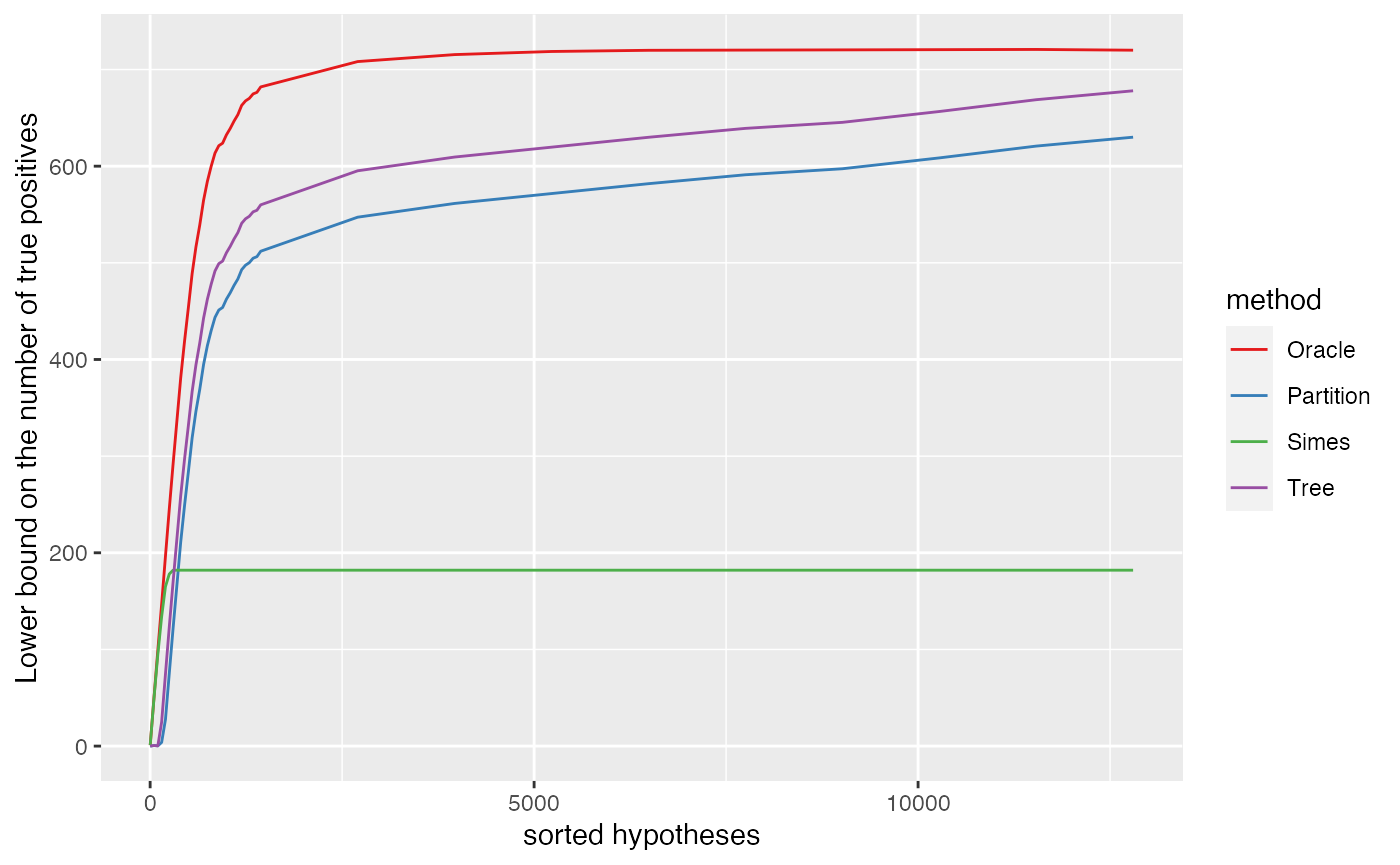 Lower bound on the number of true positives
600
400
200
0
0
5000
10000
sorted hypotheses
method
Oracle
Partition
Simes
Tree